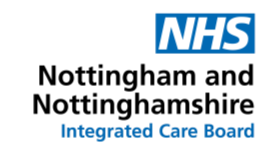 NHS
Nottingham and
Nottinghamshire
Integrated Care Board